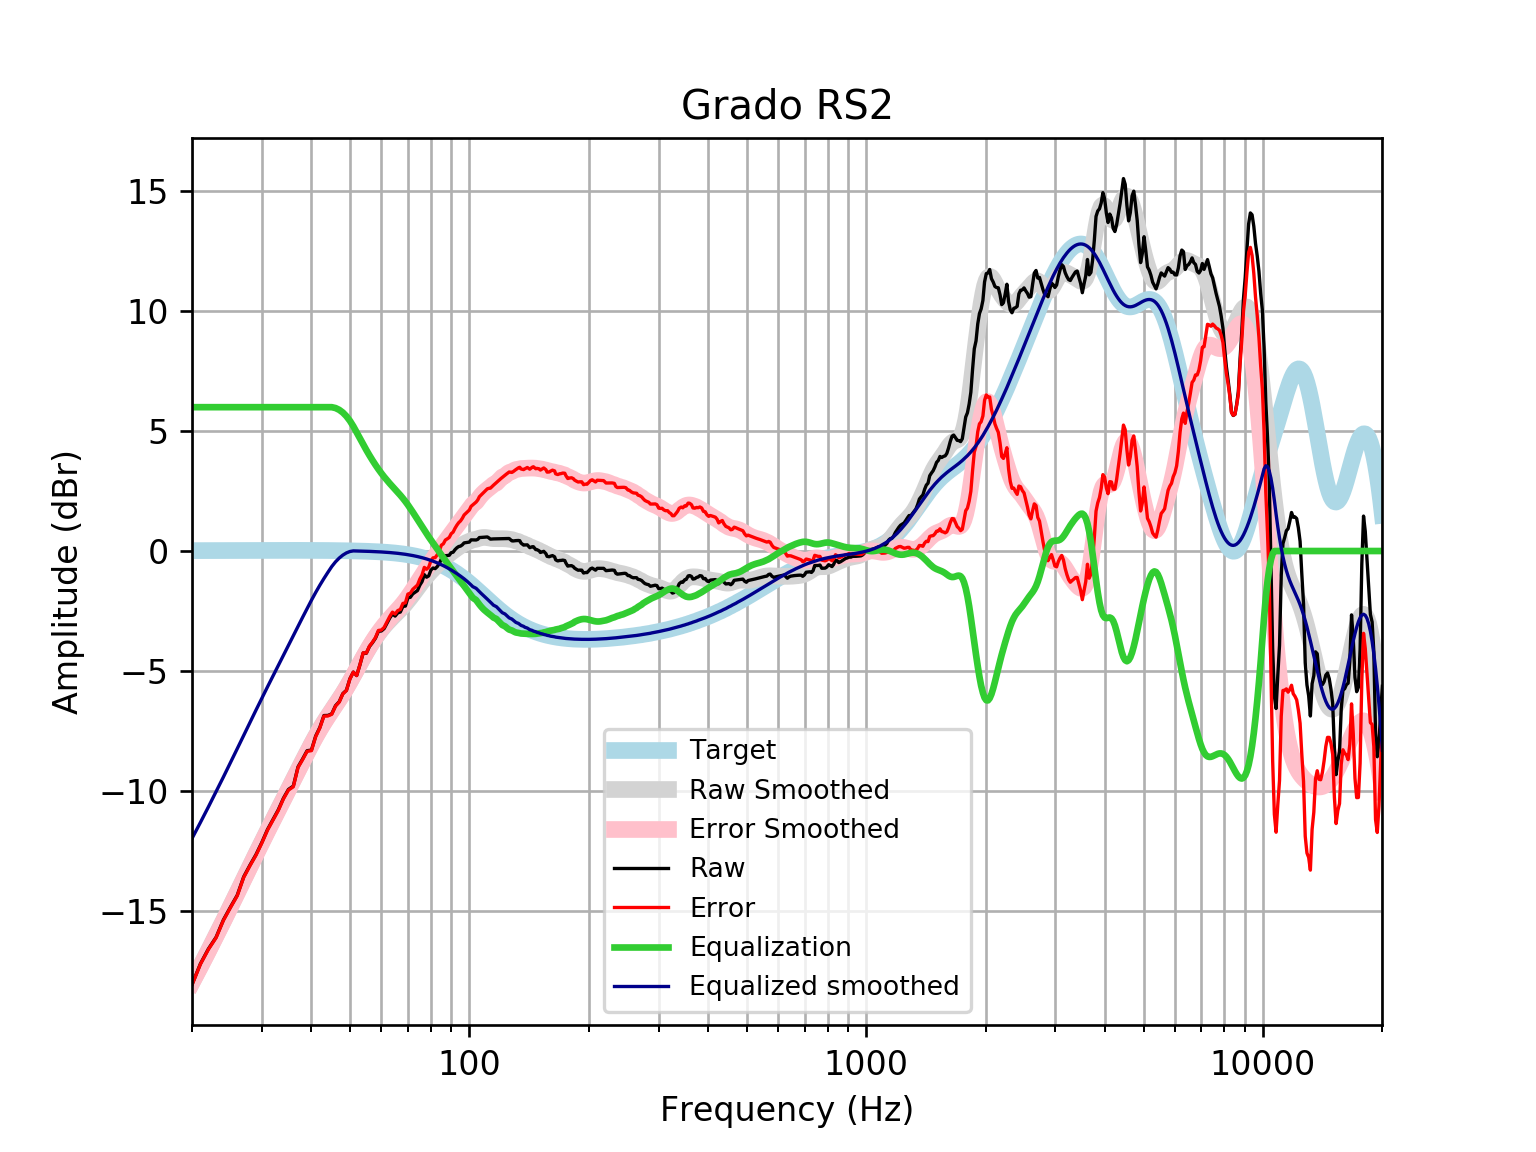 Grado RS2
15
10
5
0
−5
−10
−15
Amplitude (dBr)
Target
Raw Smoothed
Error Smoothed
Raw
Error
Equalization
Equalized smoothed
100 1000 10000
Frequency (Hz)